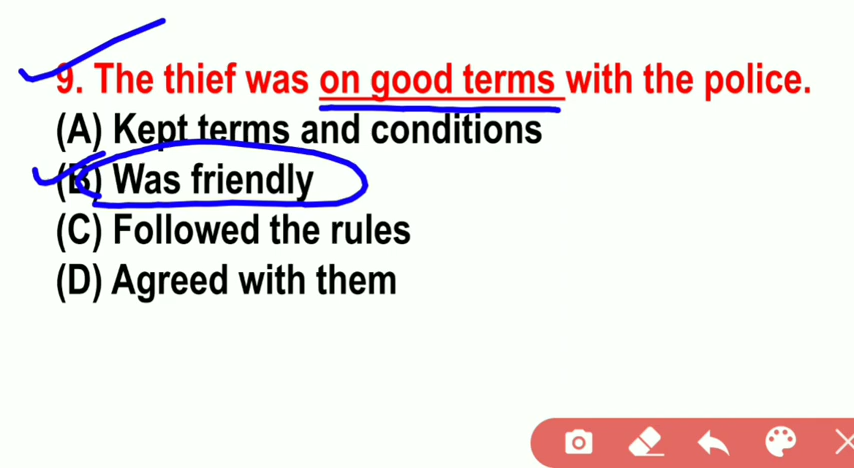 9. The thief was on good terms with the police.
(A) Kept terms and conditions
(B) Was friendly
(C) Followed the rules
(D) Agreed with them